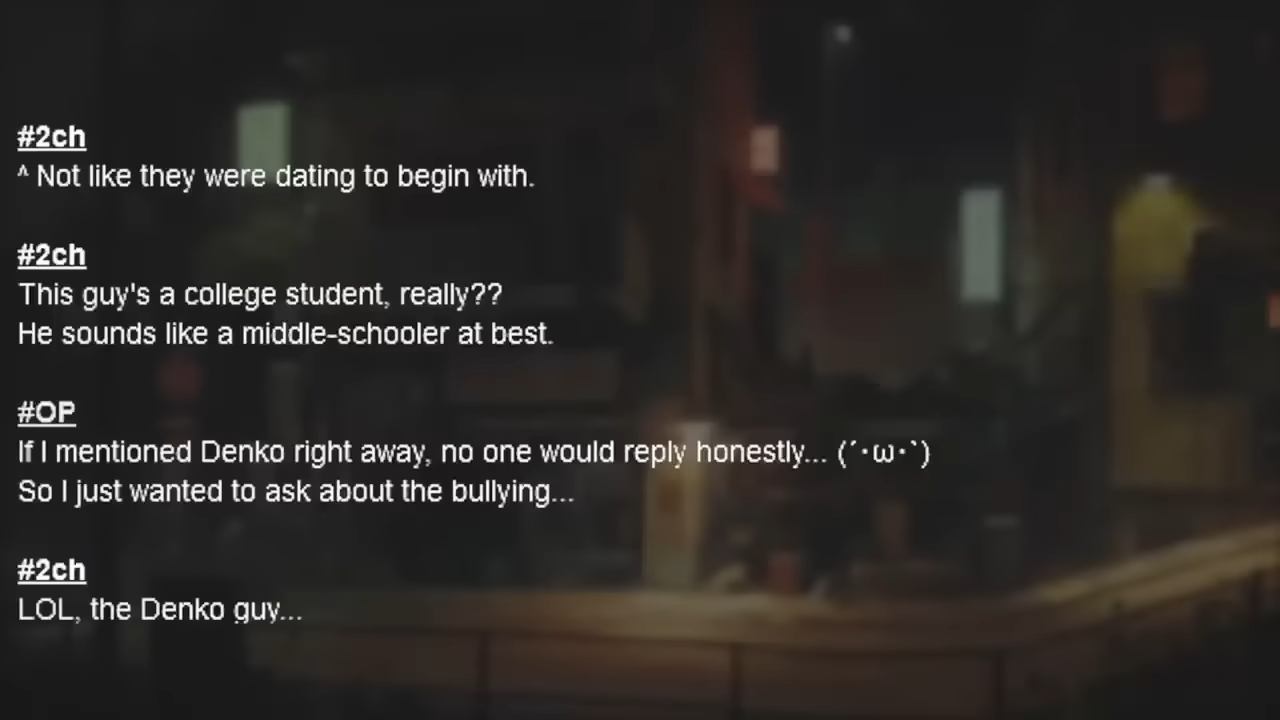 #2ch
^ Not like they were dating to begin with.
#2ch
This guy's a college student, really??
He sounds like a middle-schooler at best.
#OP
If I mentioned Denko right away, no one would reply honestly... (´･ω･`)
So I just wanted to ask about the bullying...
#2ch
LOL, the Denko guy...